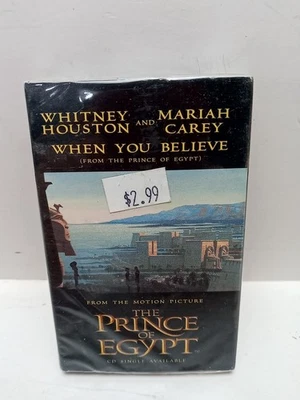 WHITNEY HOUSTON AND MARIAH CAREY
WHEN YOU BELIEVE
(FROM THE PRINCE OF EGYPT)
$2.99
FROM THE MOTION PICTURE
THE
PRINCE OF
EGYPT
CD SINGLE AVAILABLE